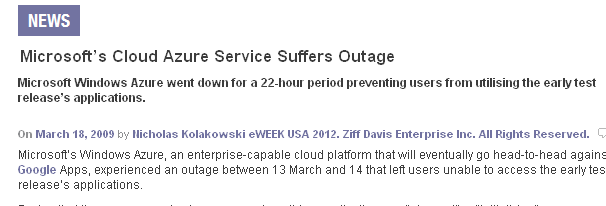 NEWS
Microsoft's Cloud Azure Service Suffers Outage
Microsoft Windows Azure went down for a 22-hour period preventing users from utilising the early test
release's applications.
On March 18, 2009 by Nicholas Kolakowski eWEEK USA 2012. Ziff Davis Enterprise Inc. All Rights Reserved.
Microsoft's Windows Azure, an enterprise-capable cloud platform that will eventually go head-to-head agains
Google Apps, experienced an outage between 13 March and 14 that left users unable to access the early tes
release's applications.